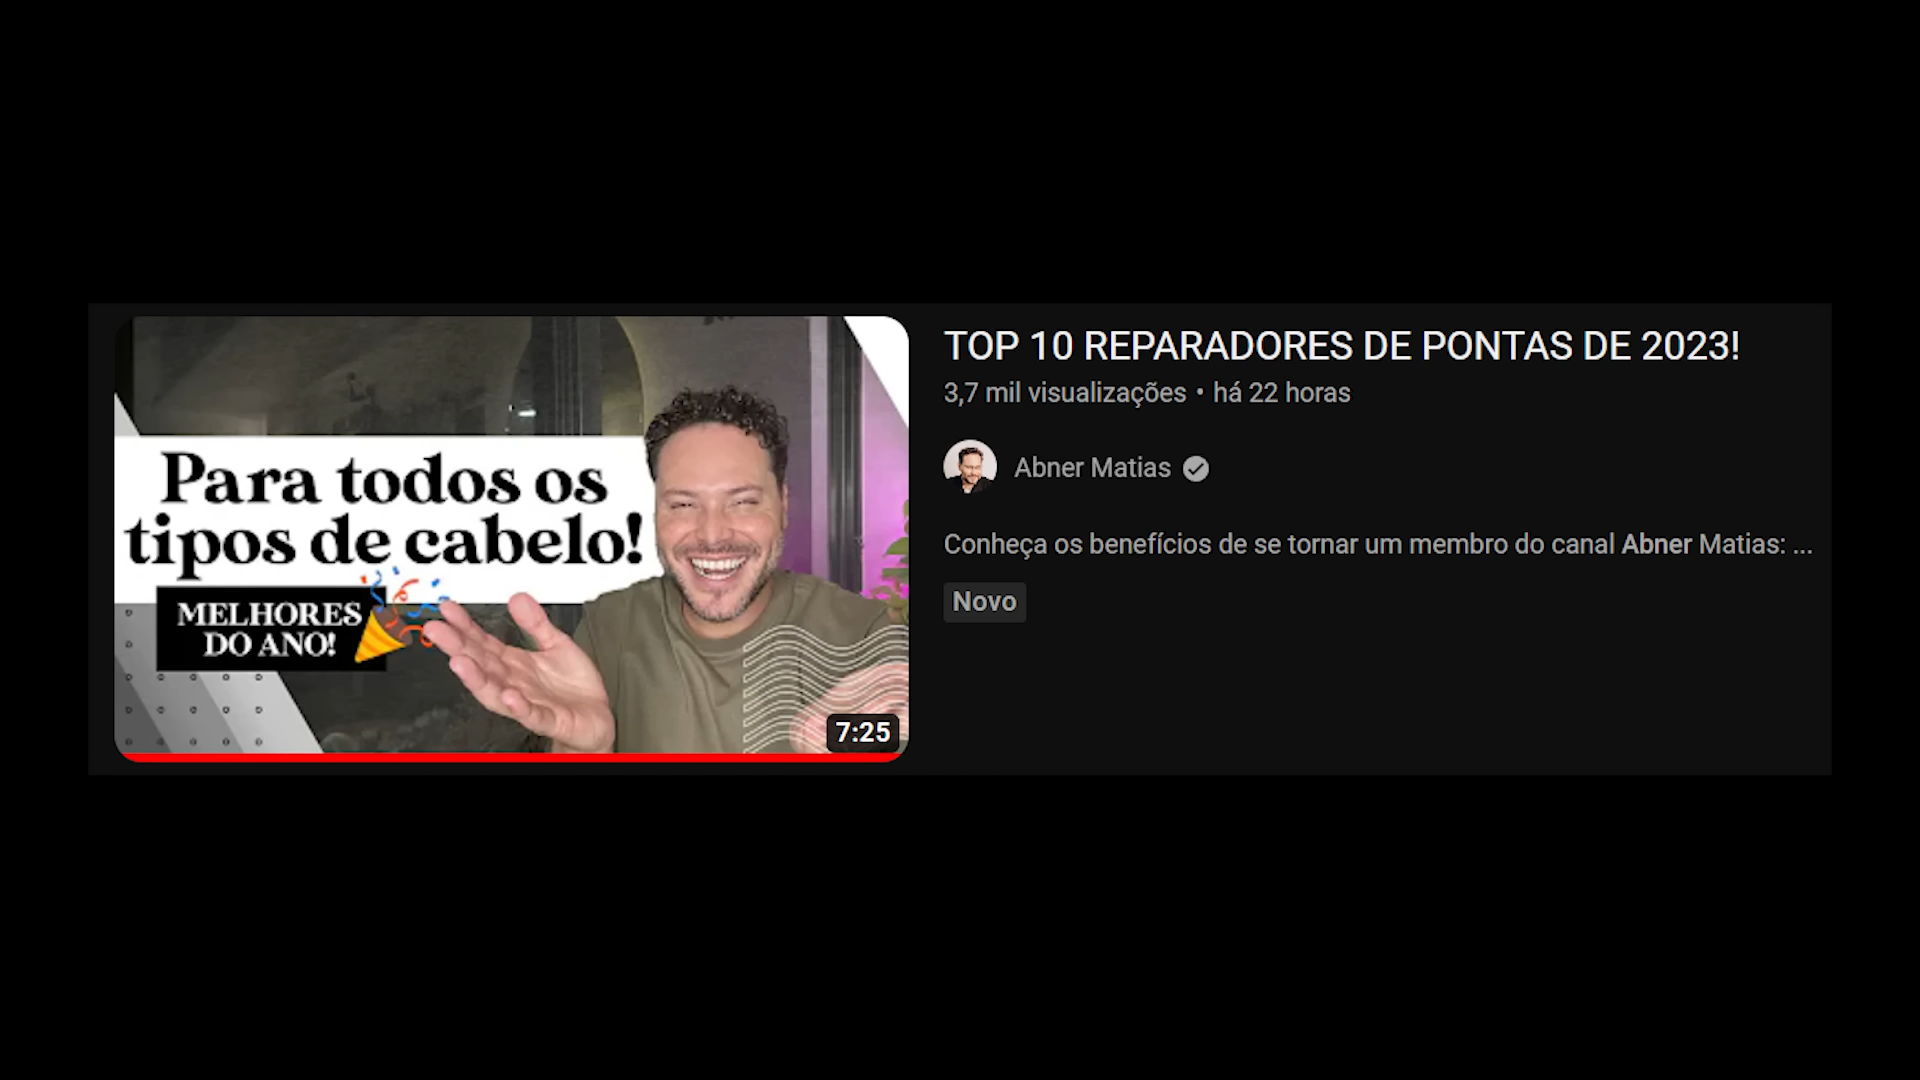 Para todos os
tipos de cabelo!
MELHORES
DO ANO!
7:25
TOP 10 REPARADORES DE PONTAS DE 2023!
3,7 mil visualizações • há 22 horas
Abner Matias
Conheça os benefícios de se tornar um membro do canal Abner Matias: ...
Novo